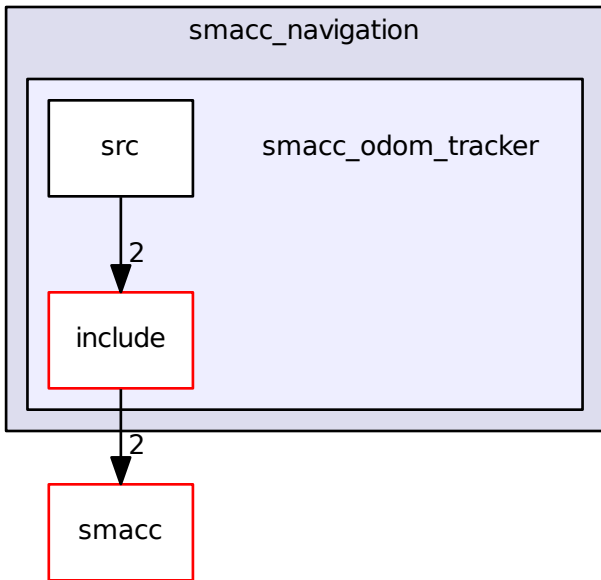 smacc_navigation
src
smacc_odom_tracker
2
include
2
smacc